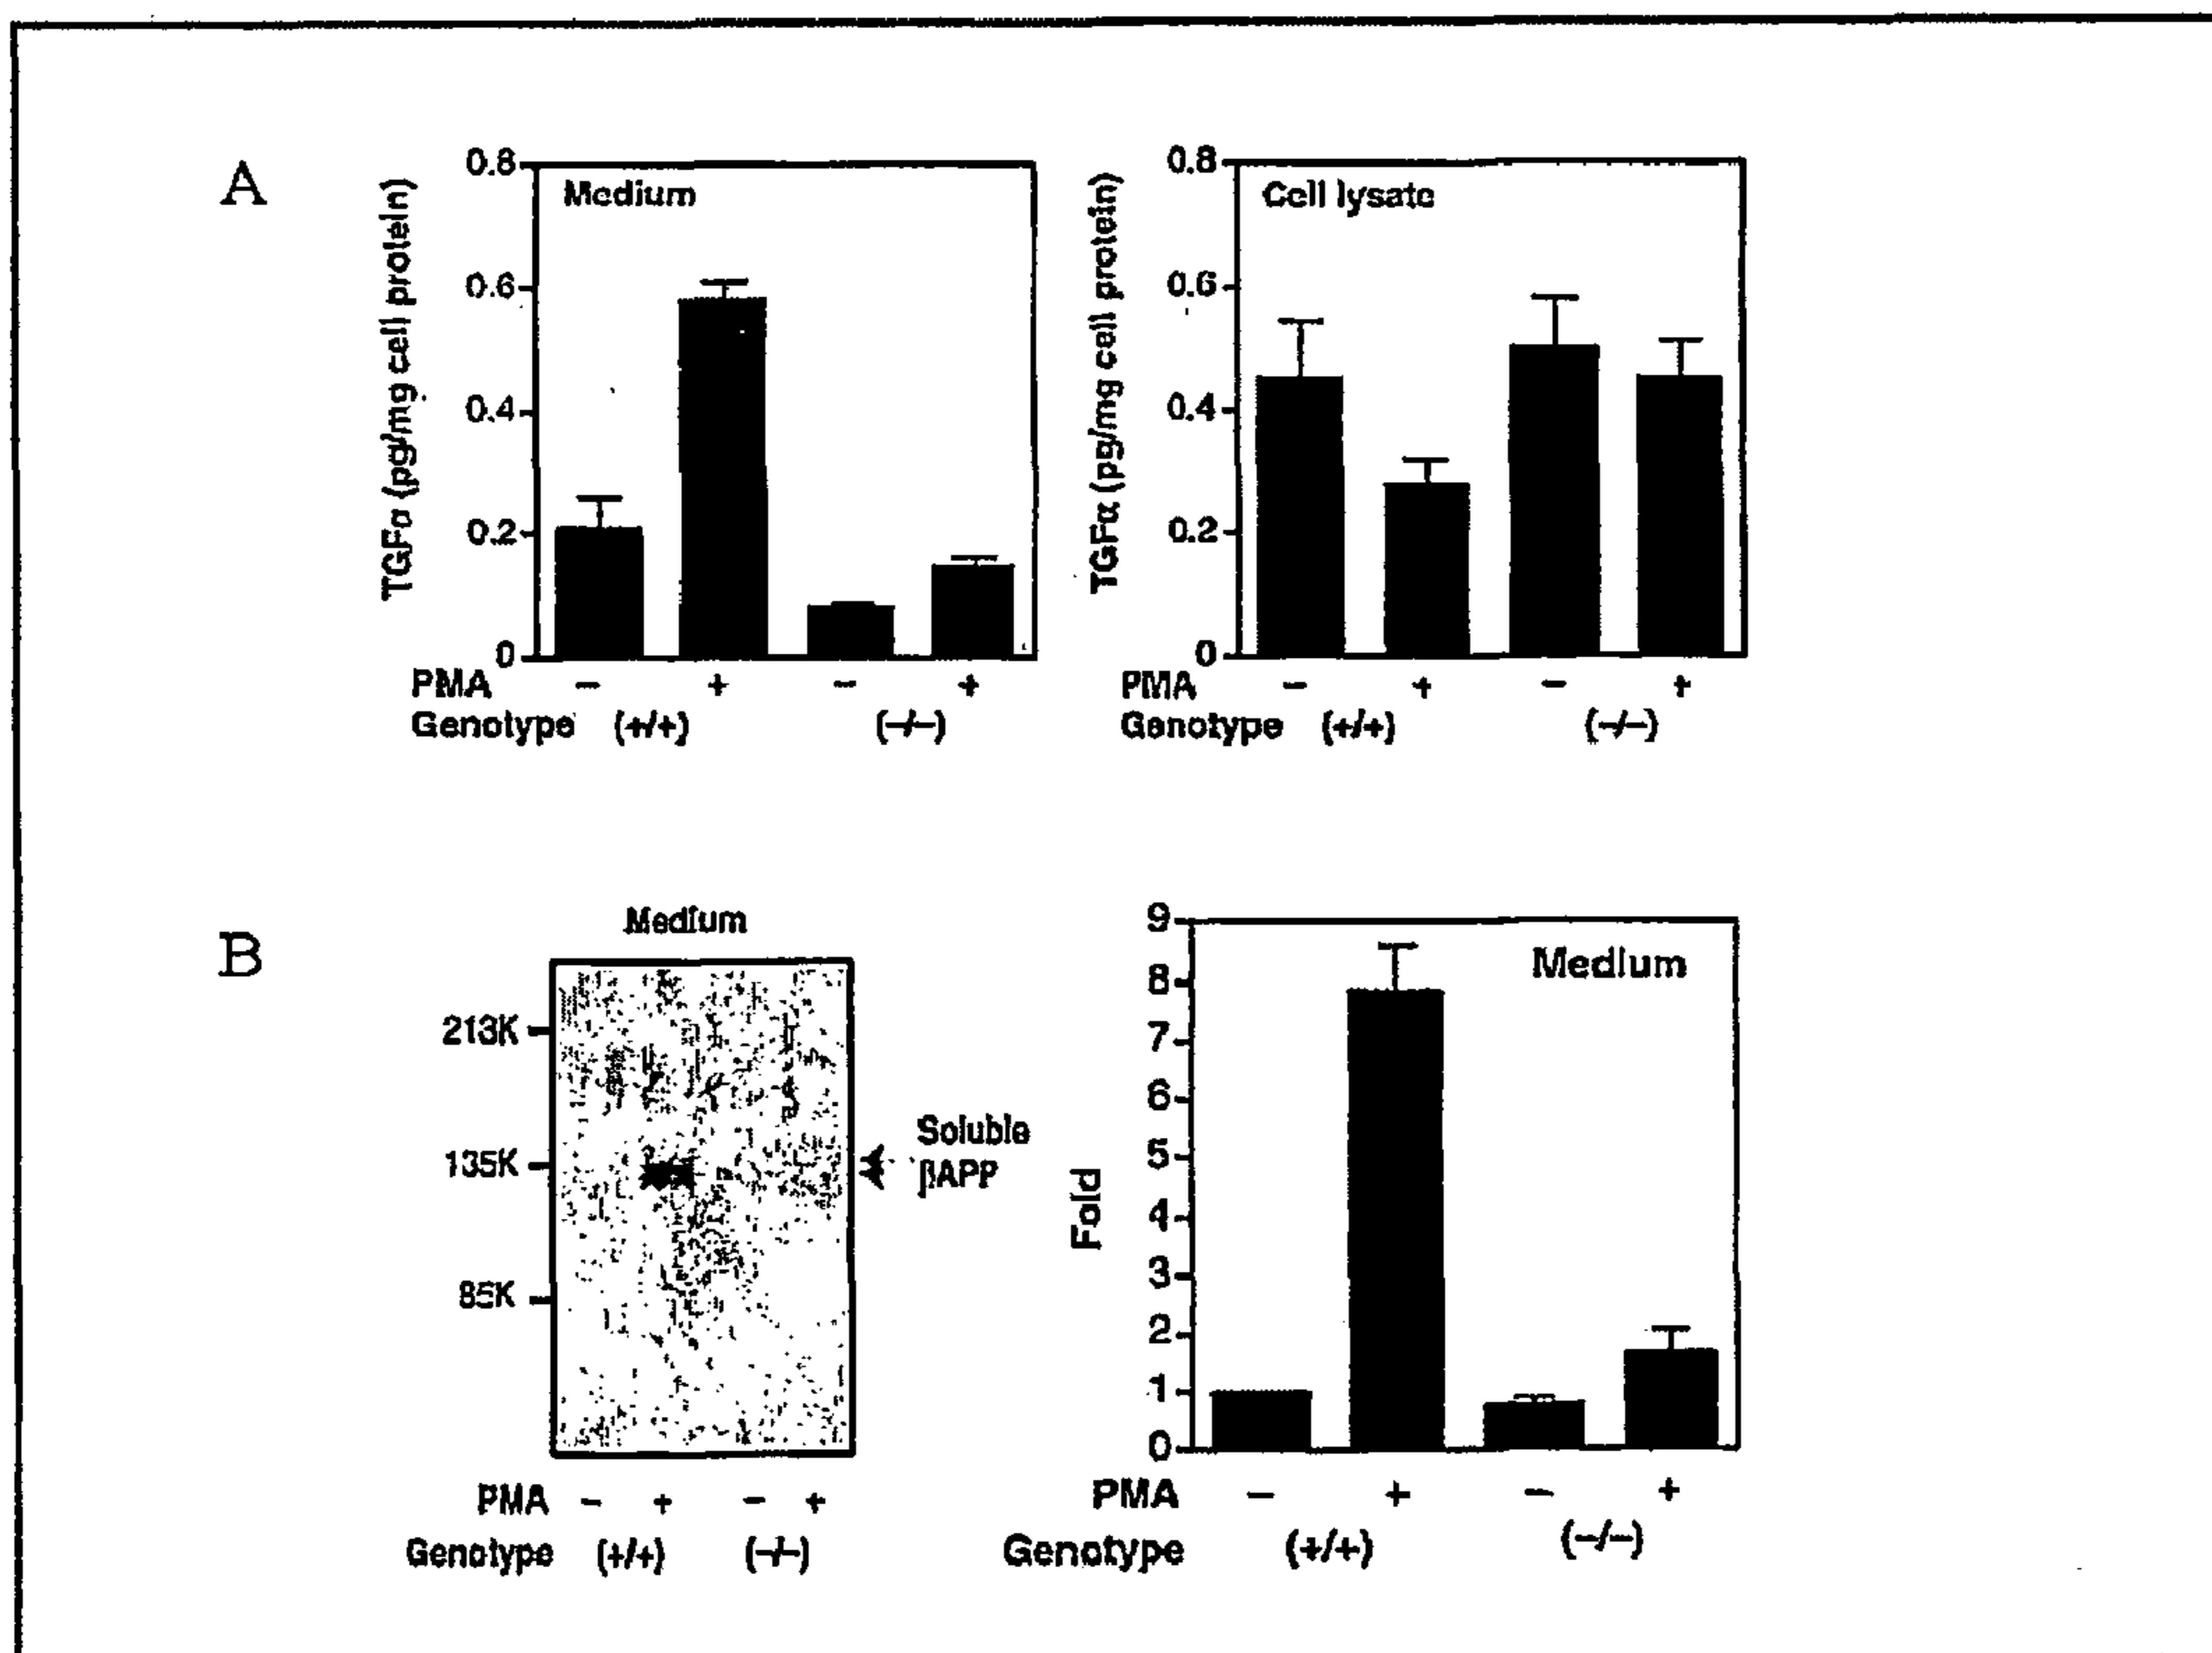 A
TGFα (pg/mg cell protein)
0.8
0.6
0.4
0.2
0
Medium
PMA − + − +
Genotype (+/+) (−/−)
TGFα (pg/mg cell protein)
0.8
0.6
0.4
0.2
0
Cell lysate
PMA − + − +
Genotype (+/+) (−/−)
B
Medium
213K
135K
85K
Soluble
βAPP
PMA − + − +
Genotype (+/+) (−/−)
Fold
9
8
7
6
5
4
3
2
1
0
Medium
PMA − + − +
Genotype (+/+) (−/−)